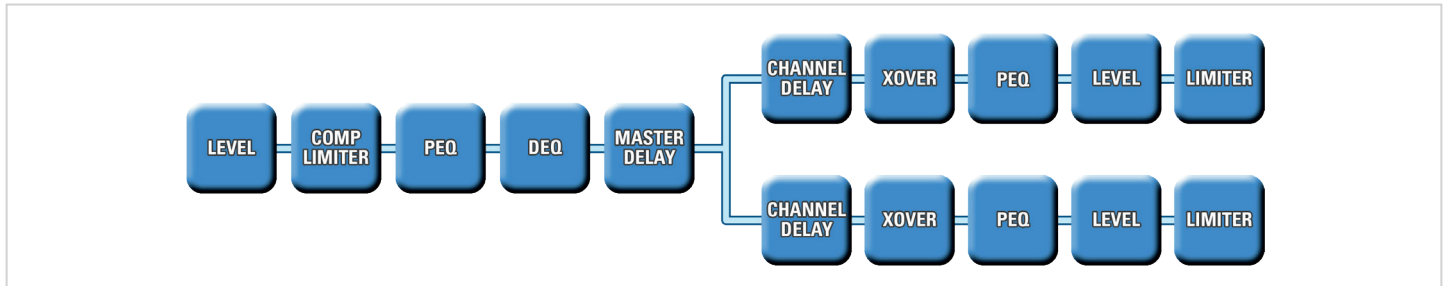 LEVEL
COMP
LIMITER
PEQ
DEQ
MASTER
DELAY
CHANNEL
DELAY
XOVER
PEQ
LEVEL
LIMITER
CHANNEL
DELAY
XOVER
PEQ
LEVEL
LIMITER